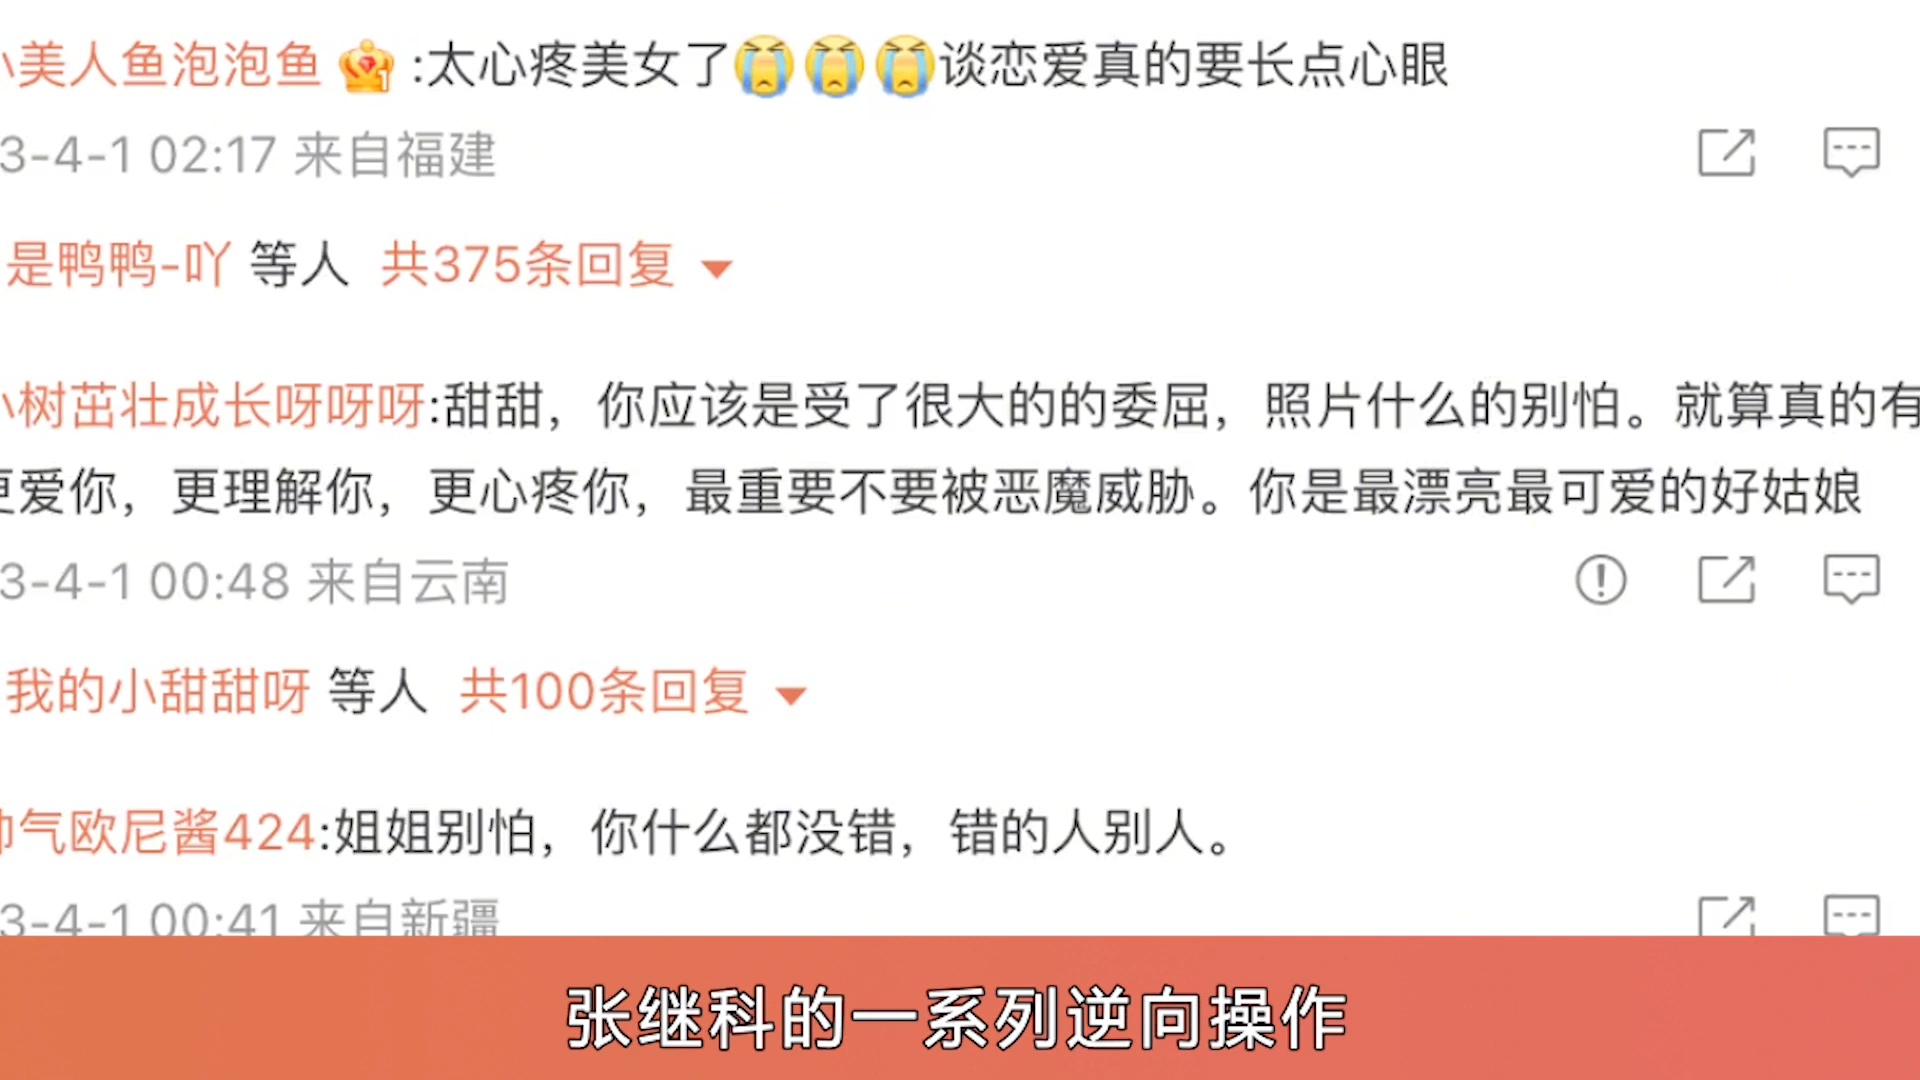 小美人鱼泡泡鱼 :太心疼美女了😭😭😭谈恋爱真的要长点心眼
3-4-1 02:17 来自福建
是鸭鸭-吖 等人 共375条回复
小树茁壮成长呀呀呀:甜甜，你应该是受了很大的的委屈，照片什么的别怕。就算真的有
更爱你，更理解你，更心疼你，最重要不要被恶魔威胁。你是最漂亮最可爱的好姑娘
3-4-1 00:48 来自云南
我的小甜甜呀 等人 共100条回复
帅气欧尼酱424:姐姐别怕，你什么都没错，错的人别人。
3-4-1 00:41 来自新疆
张继科的一系列逆向操作